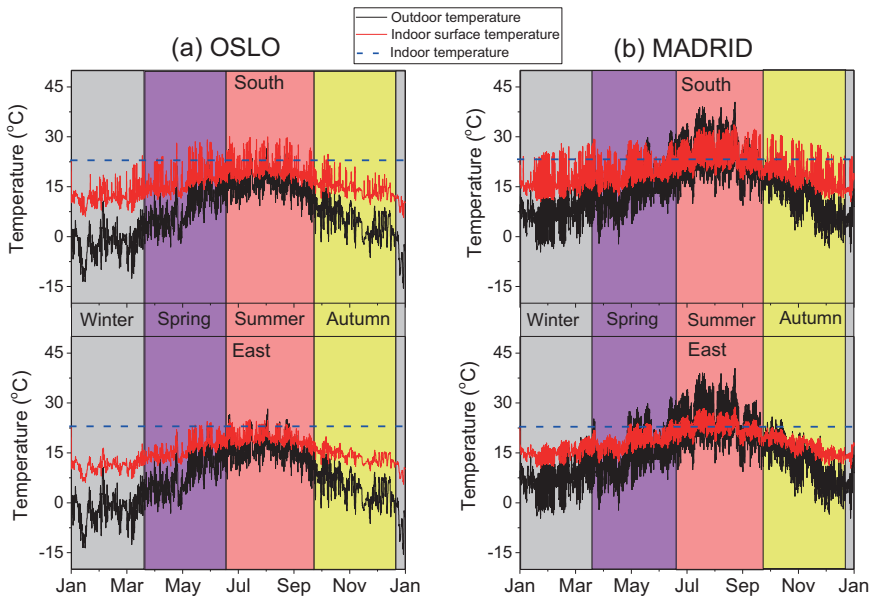 Outdoor temperature
Indoor surface temperature
Indoor temperature
(a) OSLO
(b) MADRID
Temperature (°C)
45
30
15
0
-15
South
Temperature (°C)
45
30
15
0
-15
South
Winter
Spring
Summer
Autumn
Winter
Spring
Summer
Autumn
Temperature (°C)
45
30
15
0
-15
East
Jan
Mar
May
Jul
Sep
Nov
Jan
Temperature (°C)
45
30
15
0
-15
East
Jan
Mar
May
Jul
Sep
Nov
Jan